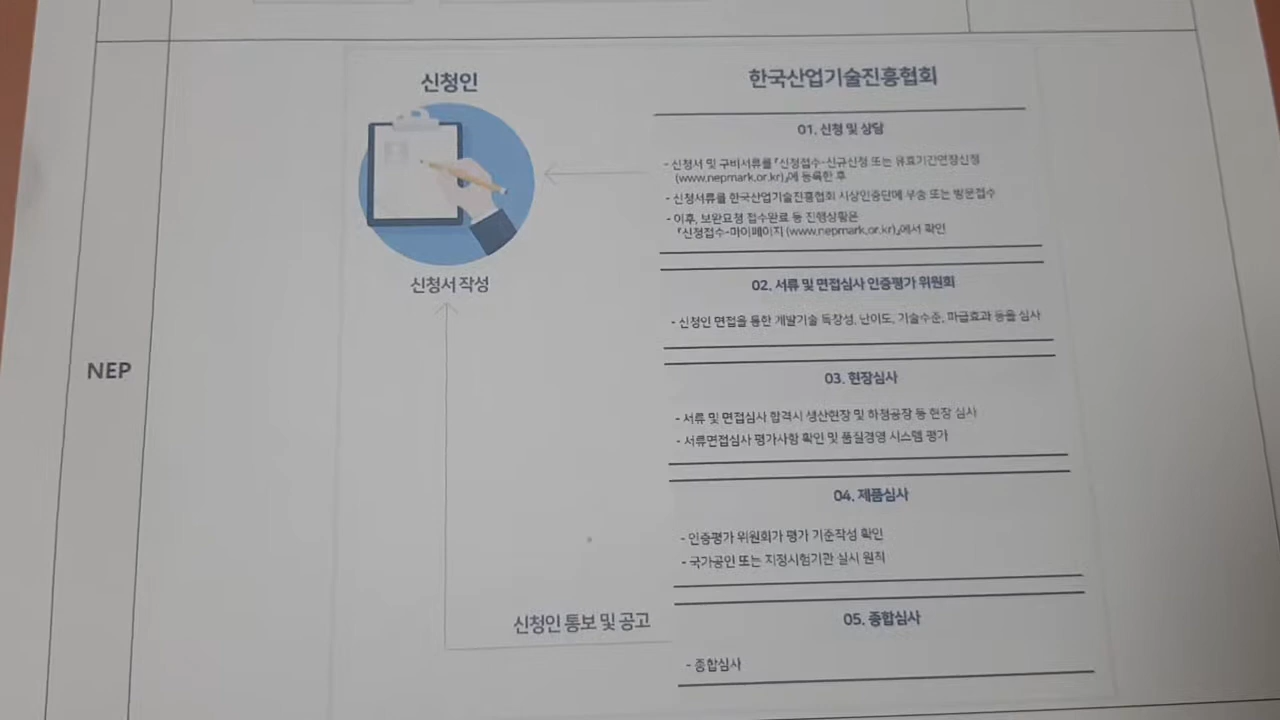 신청인
한국산업기술진흥협회
01. 신청 및 상담
- 신청서 및 구비서류를 『신청접수-신규신청 또는 유효기간연장신청
(www.nepmark.or.kr)』에 등록한 후
- 신청서류를 한국산업기술진흥협회 시상인증단에 우송 또는 방문접수
- 이후, 보완요청 접수완료 등 진행상황은
『신청접수-마이페이지 (www.nepmark.or.kr)』에서 확인
신청서 작성
02. 서류 및 면접심사 인증평가 위원회
- 신청인 면접을 통한 개발기술 독창성, 난이도, 기술수준, 파급효과 등을 심사
NEP
03. 현장심사
- 서류 및 면접심사 합격시 생산현장 및 하청공장 등 현장 심사
- 서류면접심사 평가사항 확인 및 품질경영 시스템 평가
04. 제품심사
- 인증평가 위원회가 평가 기준작성 확인
- 국가공인 또는 지정시험기관 실시 원칙
신청인 통보 및 공고
05. 종합심사
- 종합심사